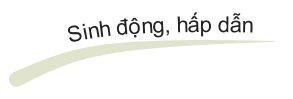 Sinh động, hấp dẫn